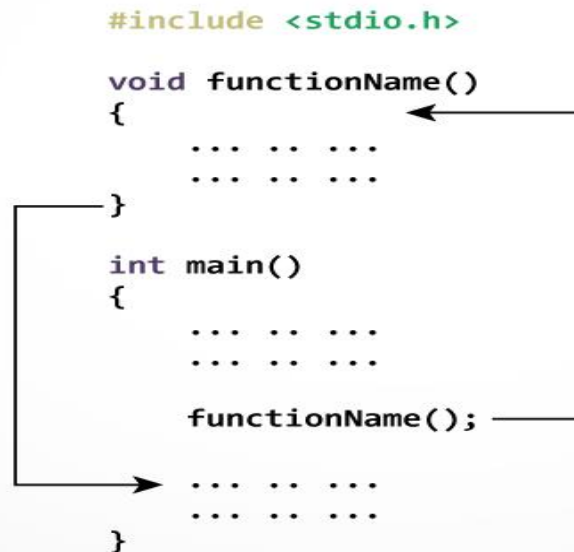 #include <stdio.h>
void functionName()
{
... .. ...
... .. ...
}
int main()
{
... .. ...
... .. ...
functionName();
... .. ...
... .. ...
}